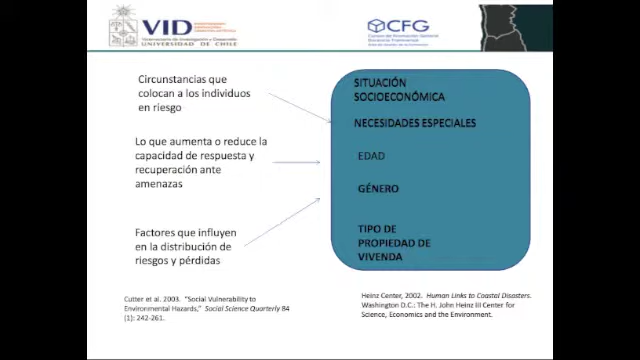 VID
UNIVERSIDAD DE CHILE
CFG
Circunstancias que
colocan a los individuos
en riesgo
Lo que aumenta o reduce la
capacidad de respuesta y
recuperación ante
amenazas
Factores que influyen
en la distribución de
riesgos y pérdidas
SITUACIÓN
SOCIOECONÓMICA
NECESIDADES ESPECIALES
EDAD
GÉNERO
TIPO DE
PROPIEDAD DE
VIVENDA
Cutter et al. 2003. "Social Vulnerability to
Environmental Hazards," Social Science Quarterly 84
(1): 242-261.
Heinz Center, 2002. Human Links to Coastal Disasters.
Washington D.C.: The H. John Heinz III Center for
Science, Economics and the Environment.